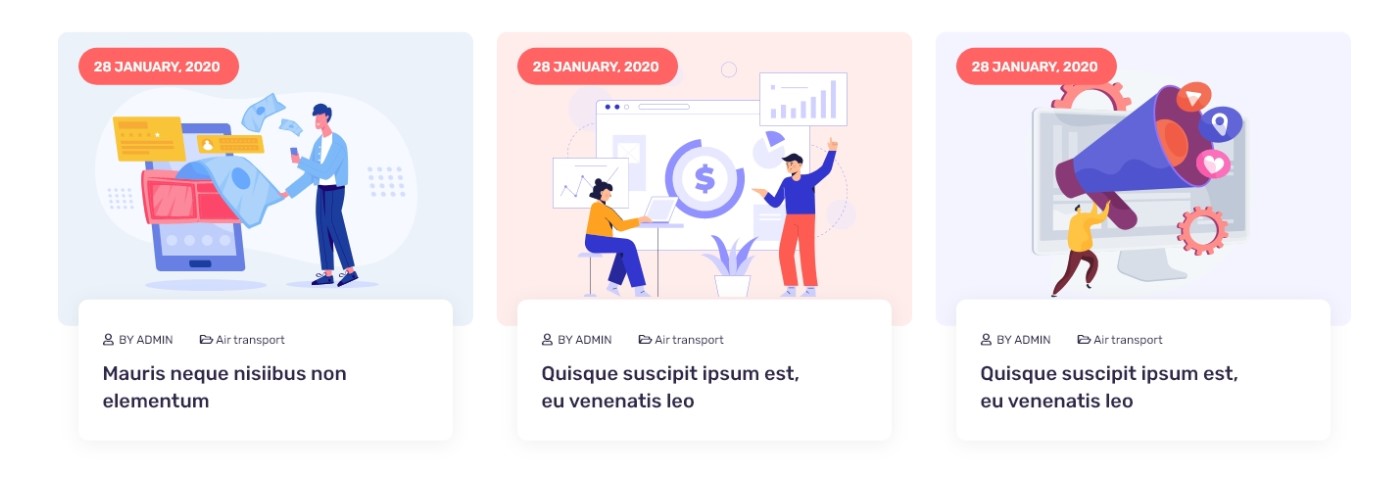 28 JANUARY, 2020
BY ADMIN Air transport
Mauris neque nisiibus non
elementum
28 JANUARY, 2020
$
BY ADMIN Air transport
Quisque suscipit ipsum est,
eu venenatis leo
28 JANUARY, 2020
BY ADMIN Air transport
Quisque suscipit ipsum est,
eu venenatis leo